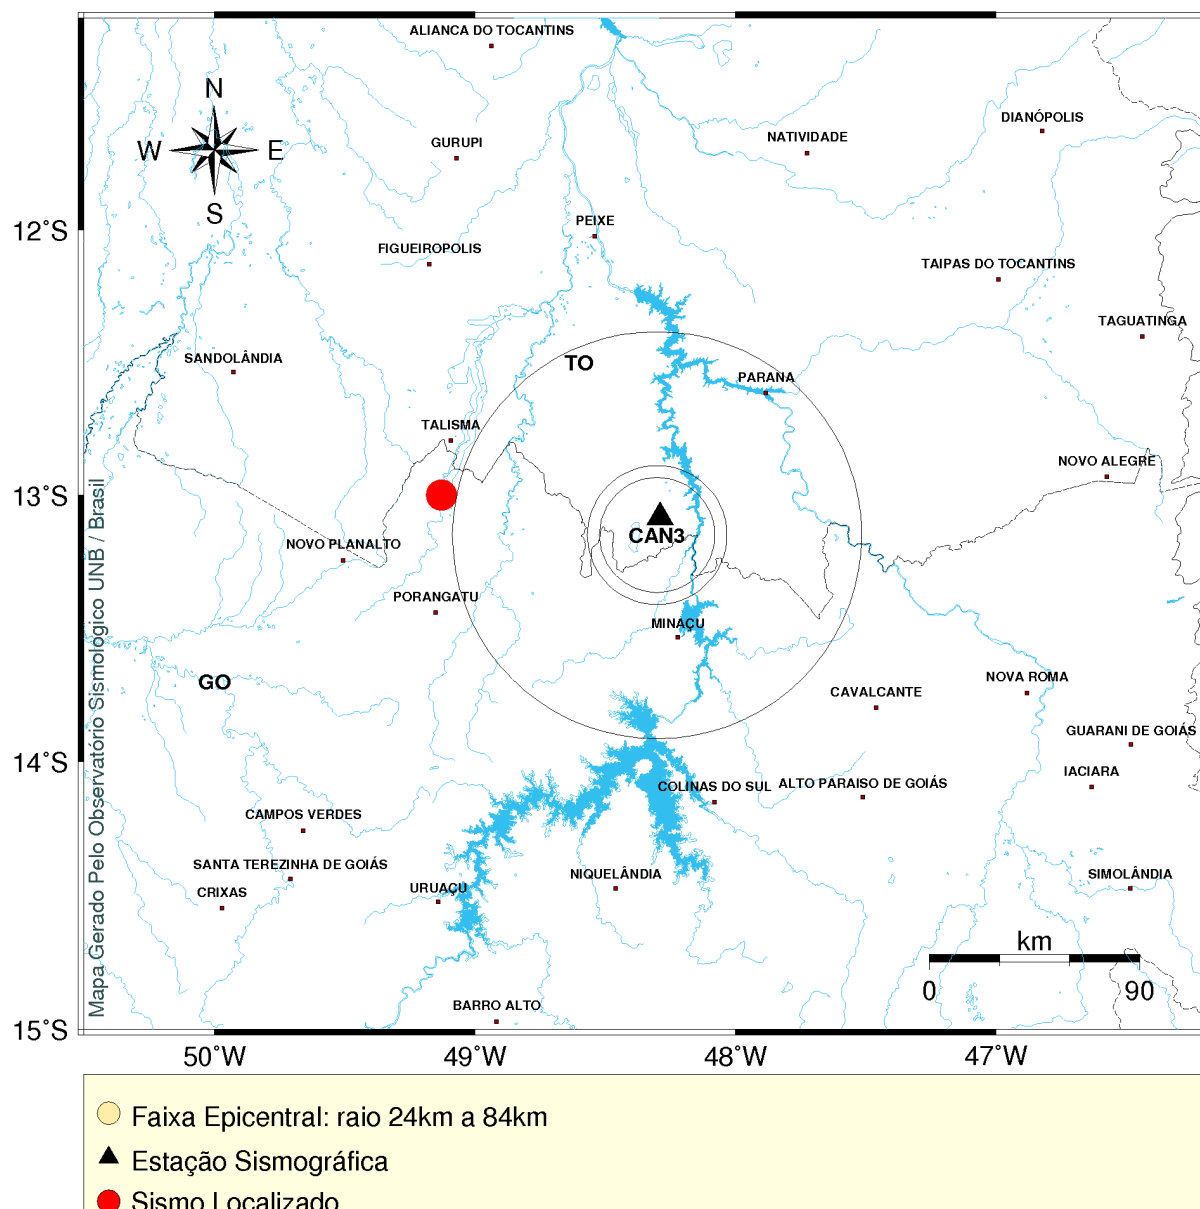 ALIANCA DO TOCANTINS
N
W
E
S
GURUPI
NATIVIDADE
DIANÓPOLIS
12°S
PEIXE
FIGUEIROPOLIS
TAIPAS DO TOCANTINS
TAGUATINGA
SANDOLÂNDIA
TO
PARANA
TALISMA
NOVO ALEGRE
13°S
CAN3
NOVO PLANALTO
PORANGATU
MINAÇU
GO
NOVA ROMA
CAVALCANTE
GUARANI DE GOIÁS
14°S
IACIARA
COLINAS DO SUL
ALTO PARAISO DE GOIÁS
CAMPOS VERDES
SANTA TEREZINHA DE GOIÁS
CRIXAS
URUAÇU
NIQUELÂNDIA
SIMOLÂNDIA
km
0
90
BARRO ALTO
15°S
50°W
49°W
48°W
47°W
Mapa Gerado Pelo Observatório Sismologico UNB / Brasil
Faixa Epicentral: raio 24km a 84km
Estação Sismográfica
Sismo Localizado